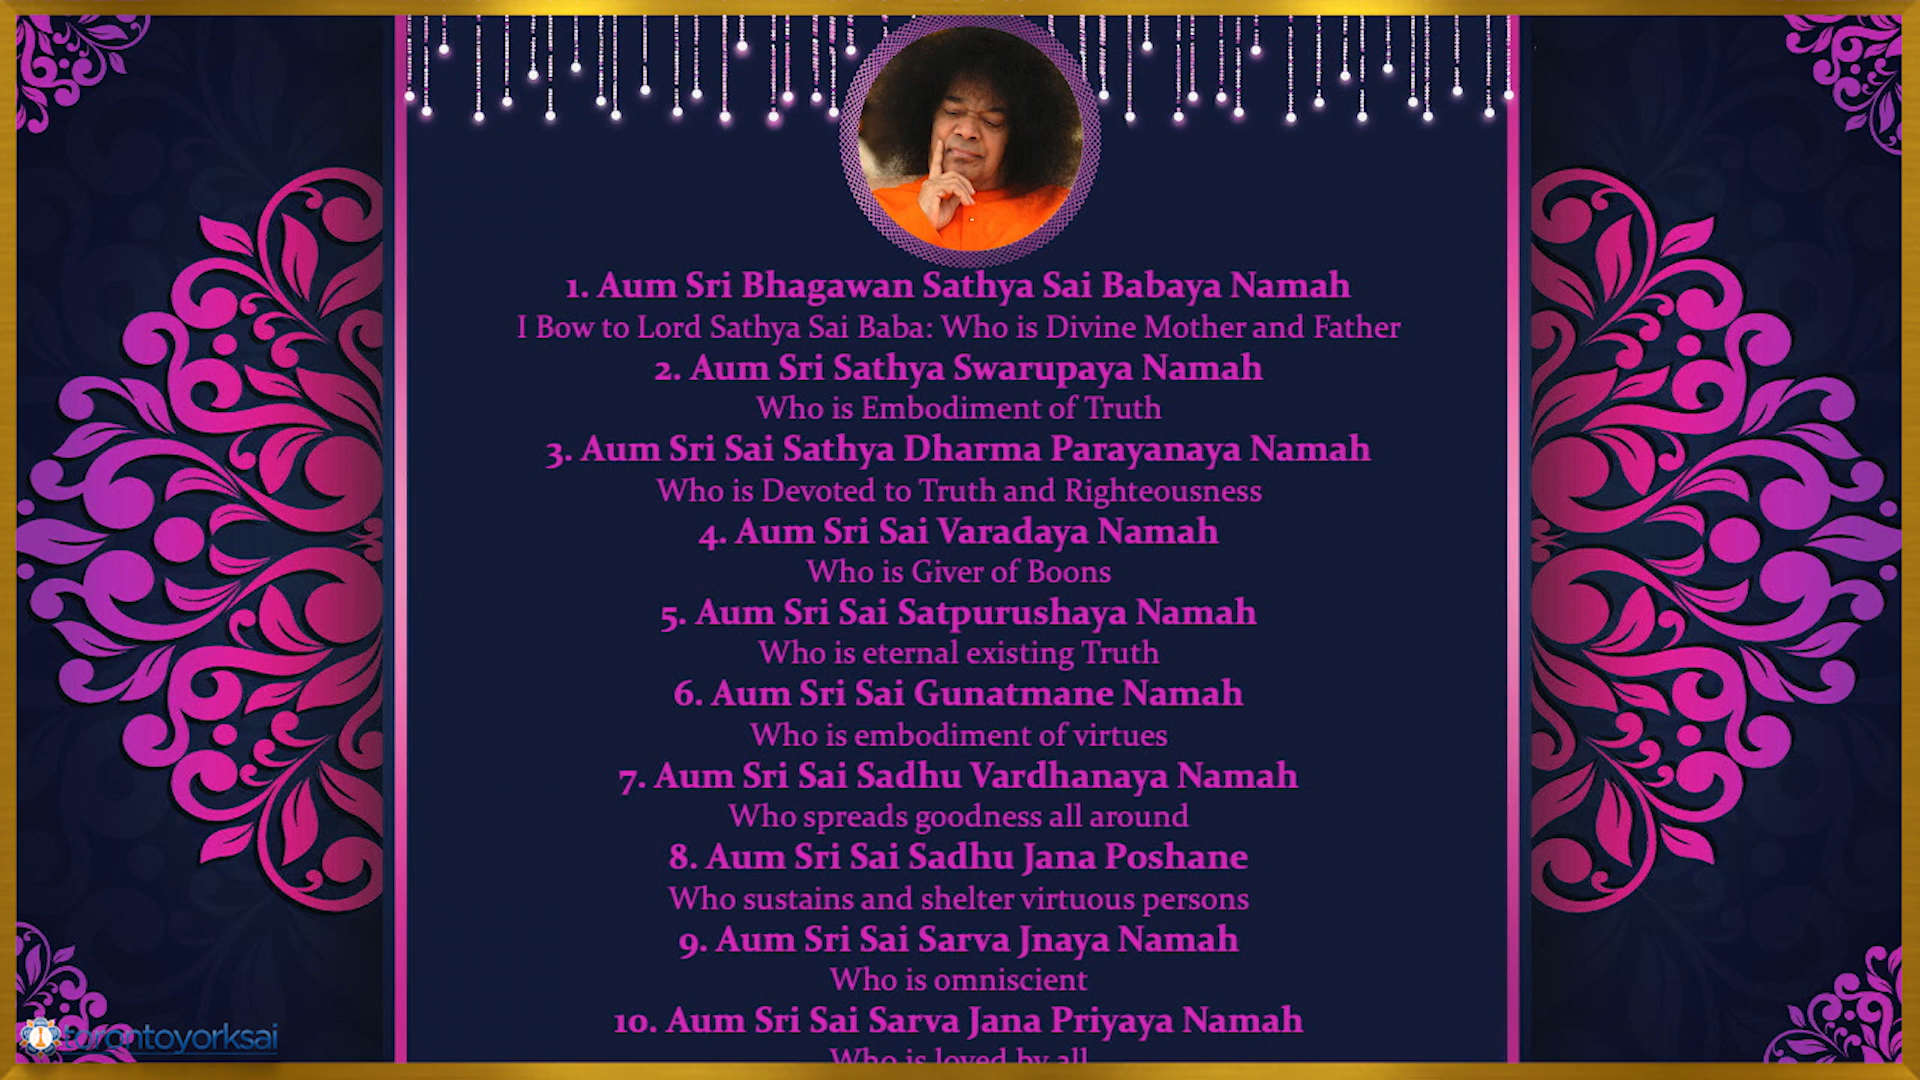 1. Aum Sri Bhagawan Sathya Sai Babaya Namah
I Bow to Lord Sathya Sai Baba: Who is Divine Mother and Father
2. Aum Sri Sathya Swarupaya Namah
Who is Embodiment of Truth
3. Aum Sri Sai Sathya Dharma Parayanaya Namah
Who is Devoted to Truth and Righteousness
4. Aum Sri Sai Varadaya Namah
Who is Giver of Boons
5. Aum Sri Sai Satpurushaya Namah
Who is eternal existing Truth
6. Aum Sri Sai Gunatmane Namah
Who is embodiment of virtues
7. Aum Sri Sai Sadhu Vardhanaya Namah
Who spreads goodness all around
8. Aum Sri Sai Sadhu Jana Poshane
Who sustains and shelter virtuous persons
9. Aum Sri Sai Sarva Jnaya Namah
Who is omniscient
10. Aum Sri Sai Sarva Jana Priyaya Namah
Who is loved by all
torontoyorksai